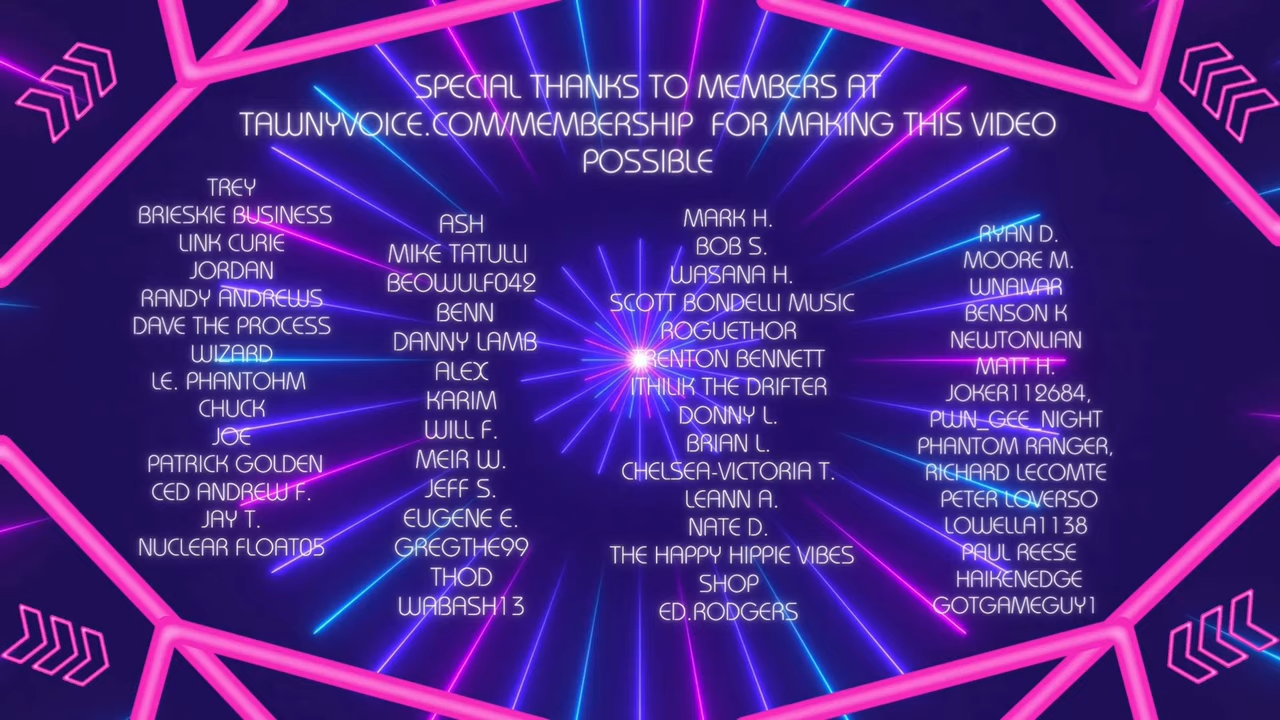 SPECIAL THANKS TO MEMBERS AT
TAWNYVOICE.COM/MEMBERSHIP FOR MAKING THIS VIDEO
POSSIBLE
TREY
BRIESKIE BUSINESS
LINK CURIE
JORDAN
RANDY ANDREWS
DAVE THE PROCESS
WIZARD
LE. PHANTOHM
CHUCK
JOE
PATRICK GOLDEN
CED ANDREW F.
JAY T.
NUCLEAR FLOAT05
ASH
MIKE TATULLI
BEOWULF042
BENN
DANNY LAMB
ALEX
KARIM
WILL F.
MEIR W.
JEFF S.
EUGENE E.
GREGTHE99
THOD
WABASH13
MARK H.
BOB S.
WASANA H.
SCOTT BONDELLI MUSIC
ROGUETHOR
BENNETT
ITHILIK THE DRIFTER
DONNY L.
BRIAN L.
CHELSEA-VICTORIA T.
LEANN A.
NATE D.
THE HAPPY HIPPIE VIBES
SHOP
ED.RODGERS
RYAN D.
MOORE M.
WNAIVAR
BENSON K
NEWTONLIAN
MATT H.
JOKER112684,
PWN_GEE_NIGHT
PHANTOM RANGER,
RICHARD LECOMTE
PETER LOVERSO
LOWELLA1138
PAUL REESE
HAIKENEDGE
GOTGAMEGUY1